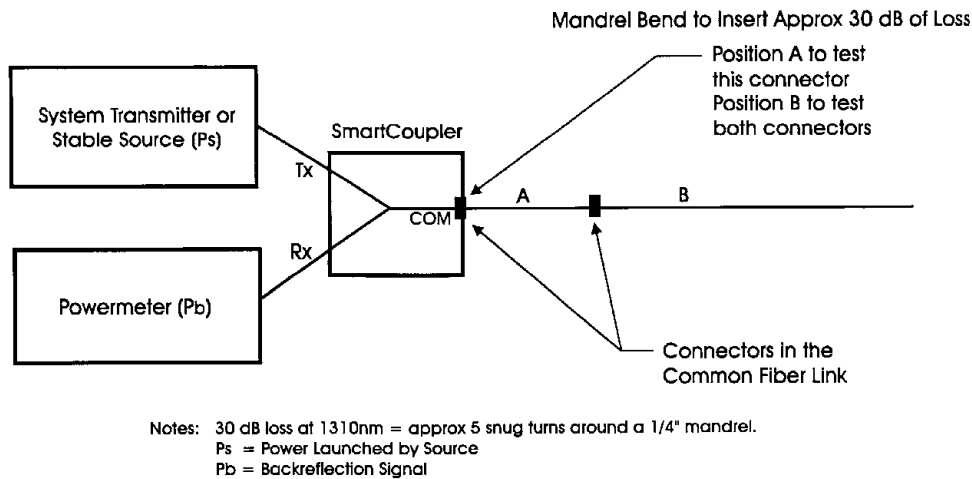 Mandrel Bend to Insert Approx 30 dB of Loss
Position A to test
this connector
Position B to test
both connectors
System Transmitter or
Stable Source (Ps)
SmartCoupler
Tx
A
B
COM
Rx
Powermeter (Pb)
Connectors in the
Common Fiber Link
Notes: 30 dB loss at 1310nm = approx 5 snug turns around a 1/4" mandrel.
Ps = Power Launched by Source
Pb = Backreflection Signal